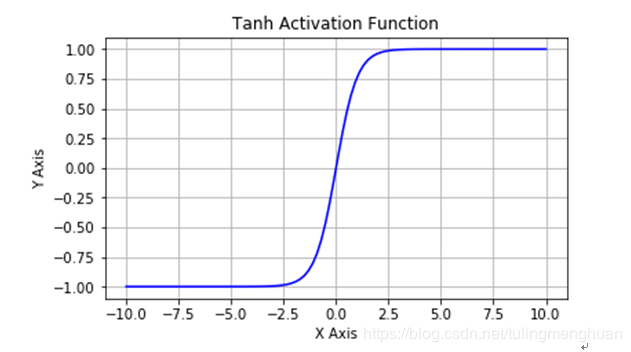 Tanh Activation Function
1.00
0.75
0.50
0.25
0.00
−0.25
−0.50
−0.75
−1.00
Y Axis
−10.0 −7.5 −5.0 −2.5 0.0 2.5 5.0 7.5 10.0
X Axis
https://blog.csdn.net/tulingmenghuan